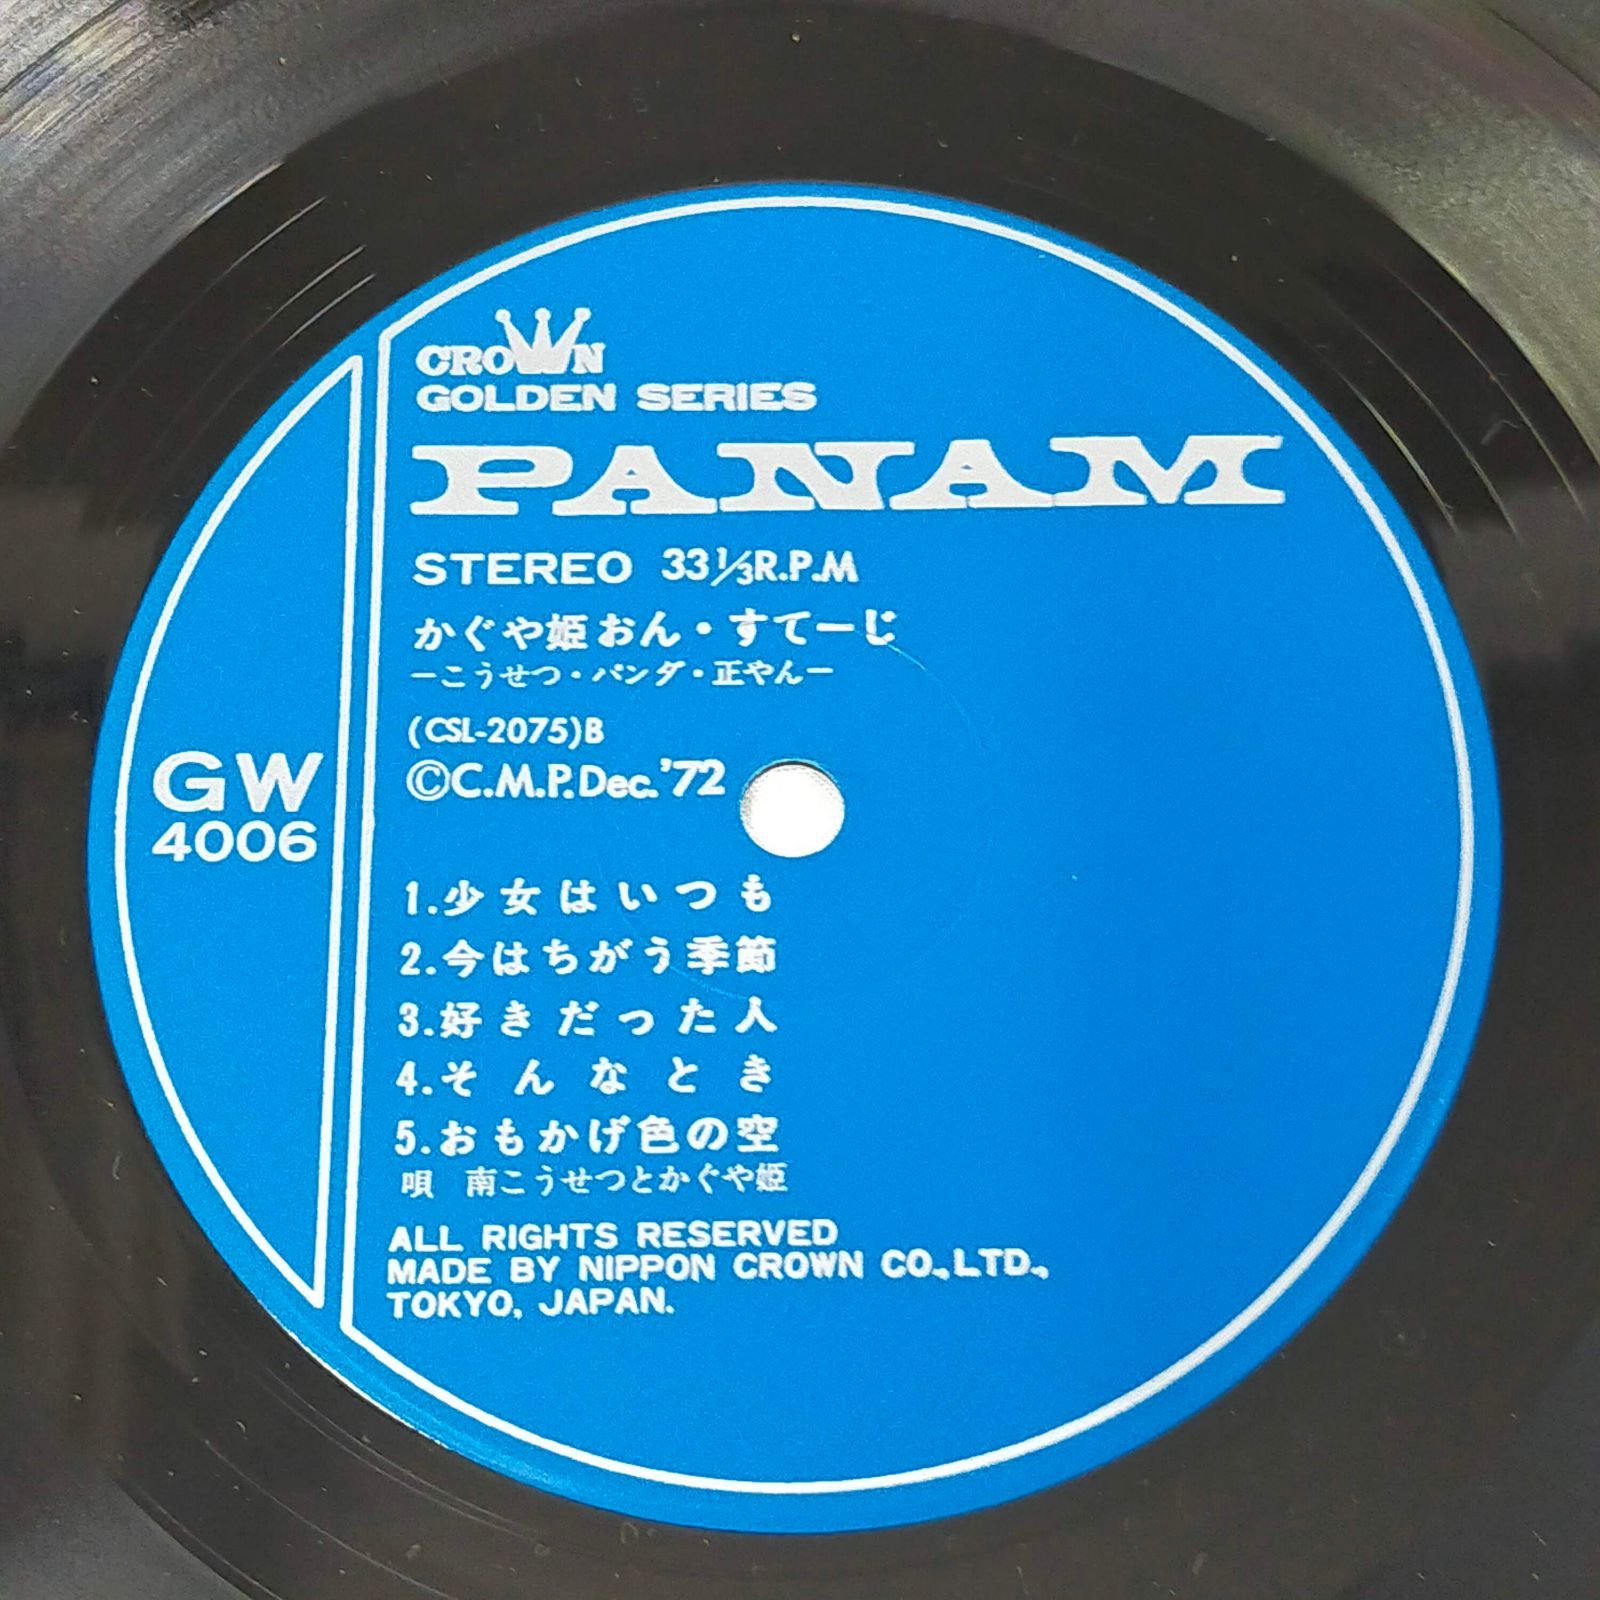 CROWN
GOLDEN SERIES
PANAM
STEREO 33⅓R.P.M
かぐや姫おん・すてーじ
ーこうせつ・パンダ・正やんー
(CSL-2075)B
©C.M.P.Dec.'72
GW
4006
1.少女はいつも
2.今はちがう季節
3.好きだった人
4.そんなとき
5.おもかげ色の空
唄 南こうせつとかぐや姫
ALL RIGHTS RESERVED
MADE BY NIPPON CROWN CO.,LTD.,
TOKYO, JAPAN.